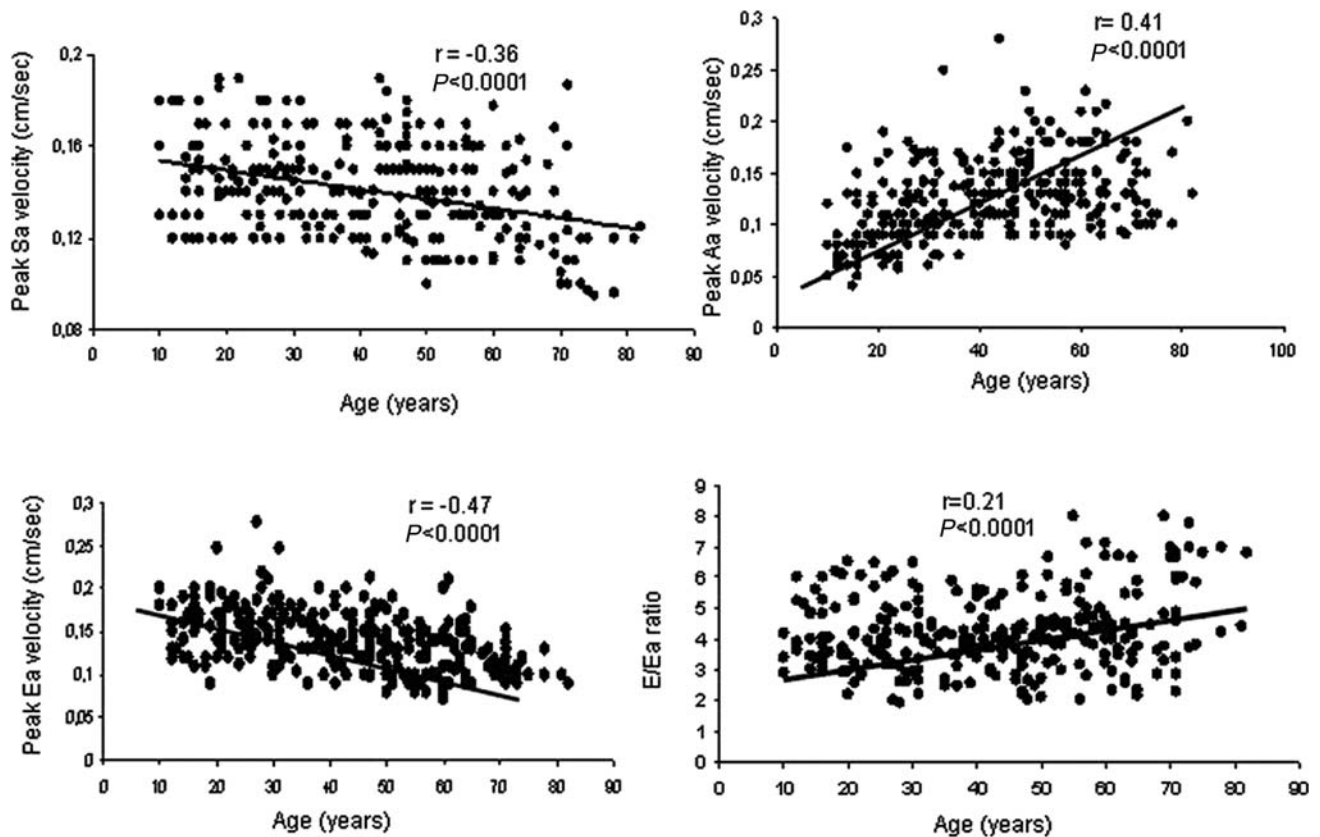 r = -0.36
P<0.0001
Peak Sa velocity (cm/sec)
0,2
0,16
0,12
0,08
0 10 20 30 40 50 60 70 80 90
Age (years)
r= 0.41
P<0.0001
Peak Aa velocity (cm/sec)
0,3
0,25
0,2
0,15
0,1
0,05
0
0 20 40 60 80 100
Age (years)
r = -0.47
P<0.0001
Peak Ea velocity (cm/sec)
0,3
0,25
0,2
0,15
0,1
0,05
0
0 10 20 30 40 50 60 70 80 90
Age (years)
r=0.21
P<0.0001
E/Ea ratio
9
8
7
6
5
4
3
2
1
0
0 10 20 30 40 50 60 70 80 90
Age (years)